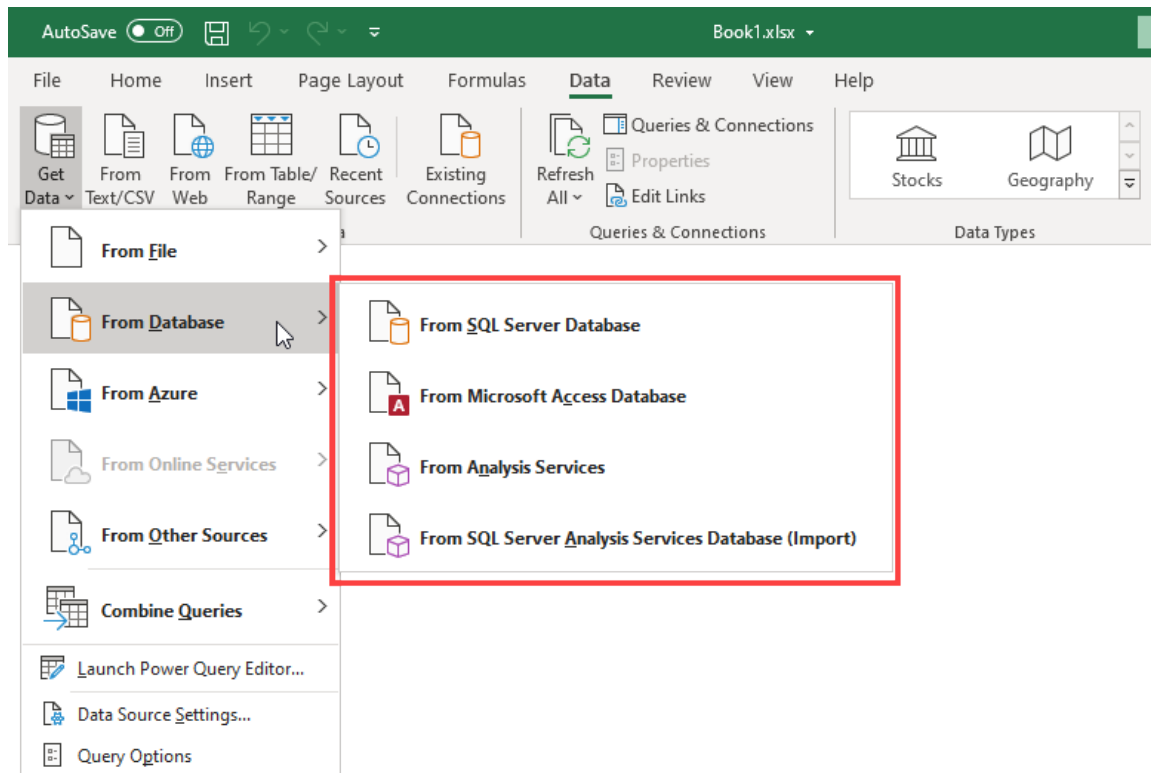 AutoSave Off Book1.xlsx
File Home Insert Page Layout Formulas Data Review View Help
Get Data
From Text/CSV
From Web
From Table/ Range
Recent Sources
Existing Connections
Refresh All
Queries & Connections
Properties
Edit Links
Stocks
Geography
Queries & Connections
Data Types
From File
From Database
From Azure
From Online Services
From Other Sources
Combine Queries
Launch Power Query Editor...
Data Source Settings...
Query Options
From SQL Server Database
From Microsoft Access Database
From Analysis Services
From SQL Server Analysis Services Database (Import)